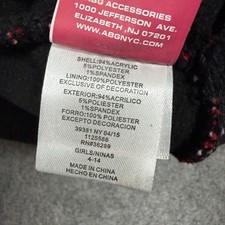 ACCESSORIES
1000 JEFFERSON AVE.
ELIZABETH, NJ 07201
WWW.ABGNYC.COM
SHELL:94%ACRYLIC
5%POLYESTER
1%SPANDEX
LINING:100%POLYESTER
EXCLUSIVE OF DECORATION
EXTERIOR:94%ACRILICO
5%POLIESTER
1%SPANDEX
FORRO:100% POLIESTER
EXCL. POR DECORACION
39381 NY 04/15
1125588
RN#36289
GIRLS/NINAS
4-14
MADE IN CHINA
HECHO EN CHINA